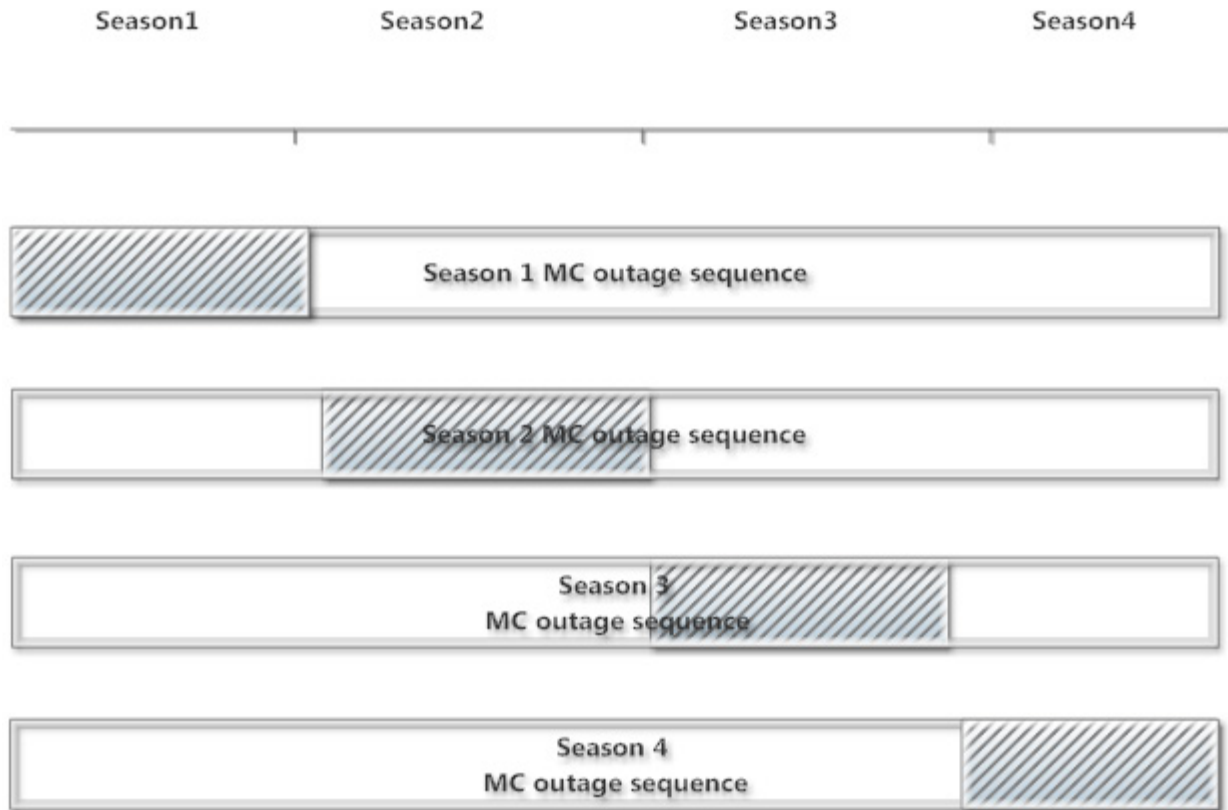 Season1 Season2 Season3 Season4
Season 1 MC outage sequence
Season 2 MC outage sequence
Season 3
MC outage sequence
Season 4
MC outage sequence